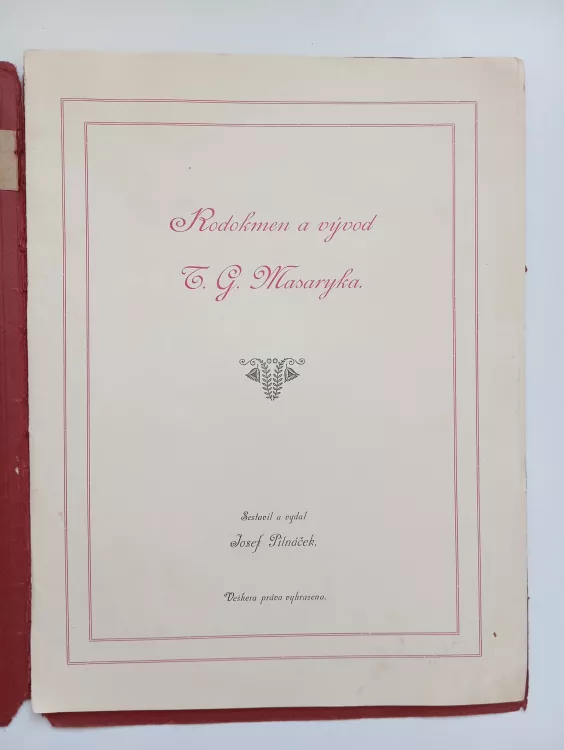 Rodokmen a vývod
T. G. Masaryka.
Sestavil a vydal
Josef Pilnáček.
Veškera práva vyhrazena.